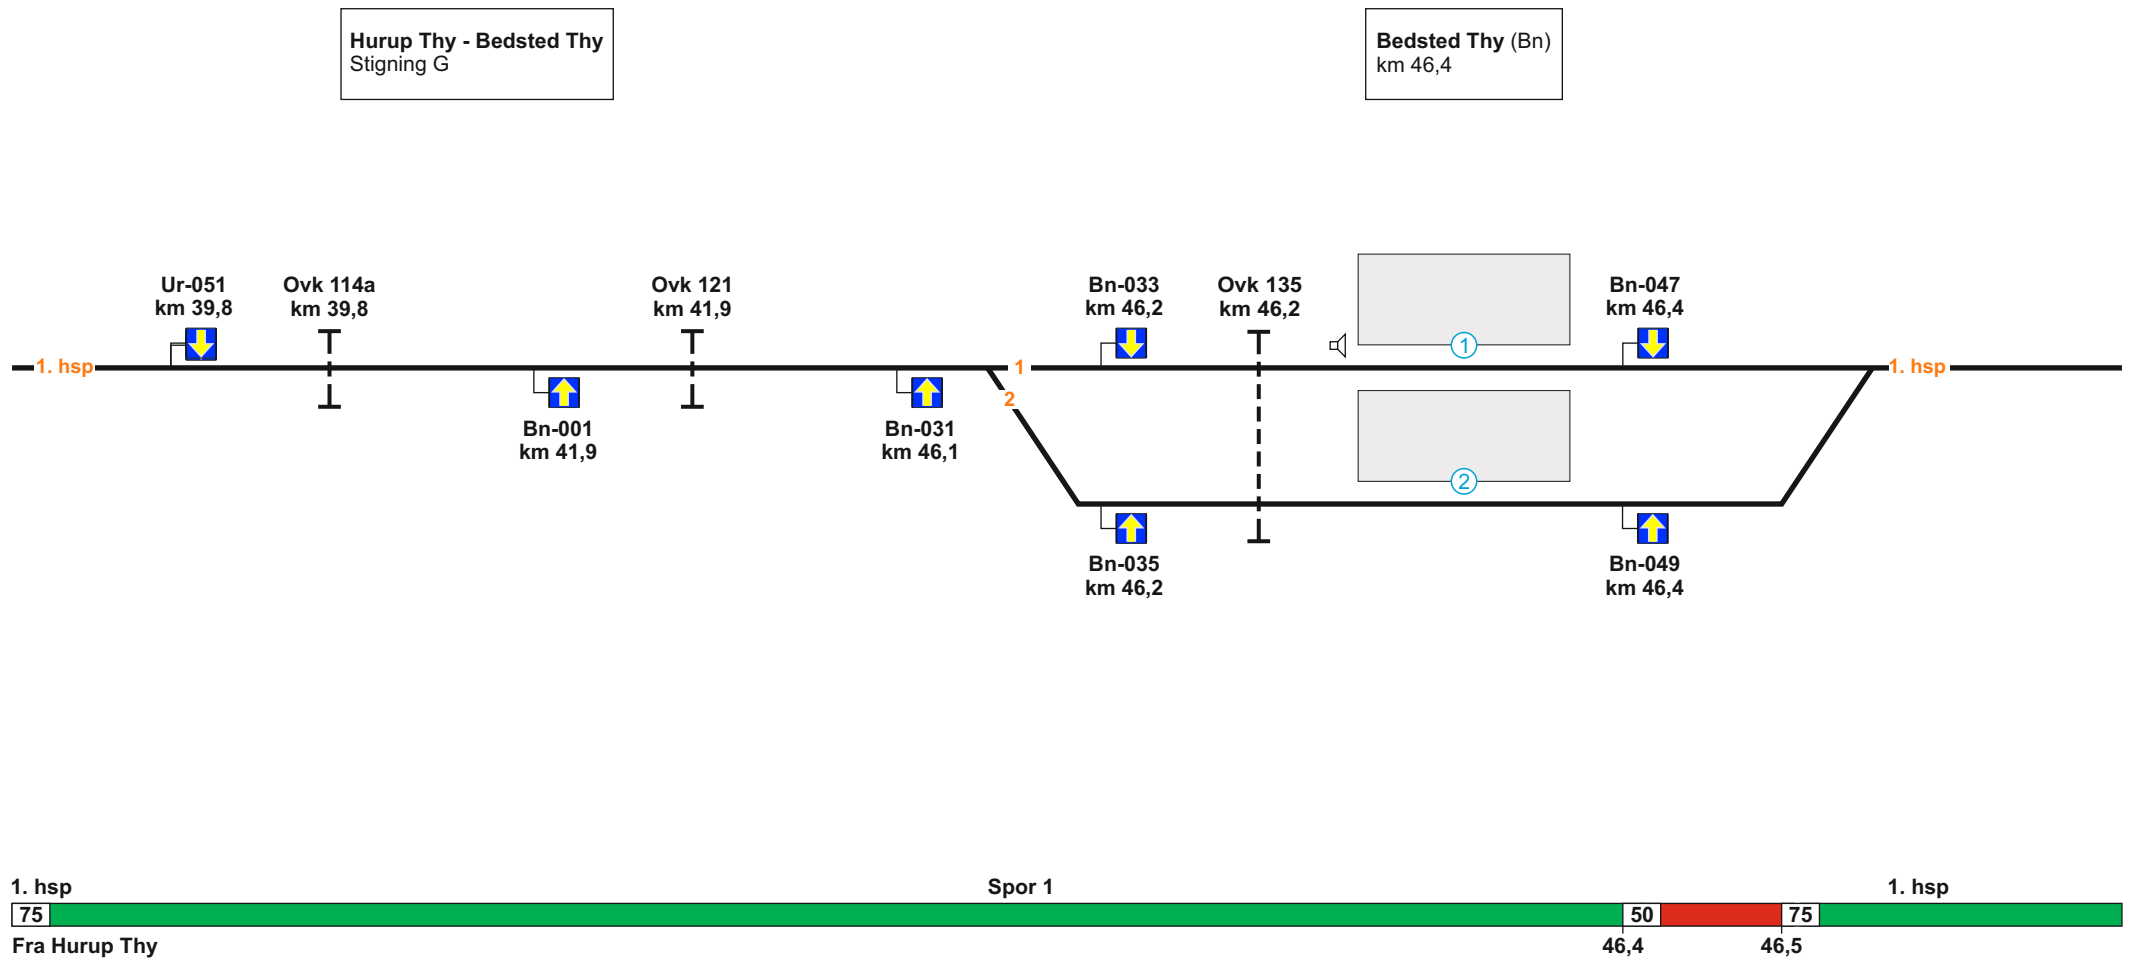 Hurup Thy - Bedsted Thy
Stigning G
Bedsted Thy (Bn)
km 46,4
Ur-051
km 39,8
Ovk 114a
km 39,8
Ovk 121
km 41,9
Bn-033
km 46,2
Ovk 135
km 46,2
Bn-047
km 46,4
1
1. hsp
1
1. hsp
2
Bn-001
km 41,9
Bn-031
km 46,1
2
Bn-035
km 46,2
Bn-049
km 46,4
1. hsp
Spor 1
1. hsp
75
50
75
Fra Hurup Thy
46,4
46,5